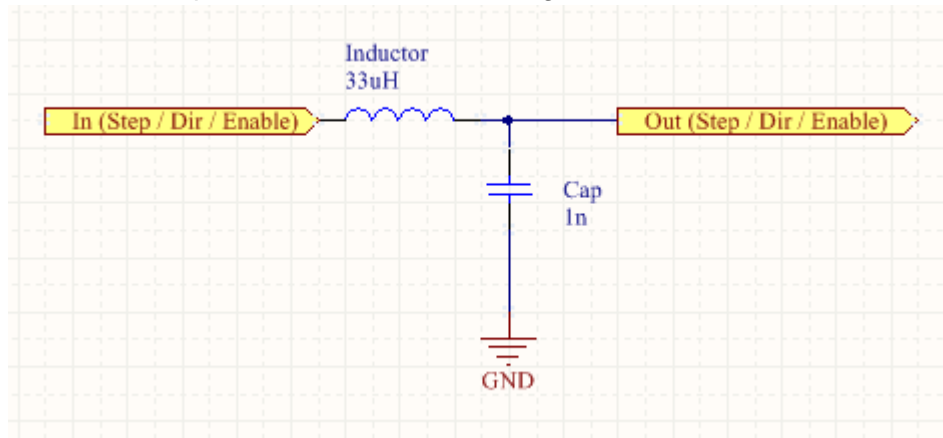 Inductor
33uH
In (Step / Dir / Enable)
Out (Step / Dir / Enable)
Cap
1n
GND